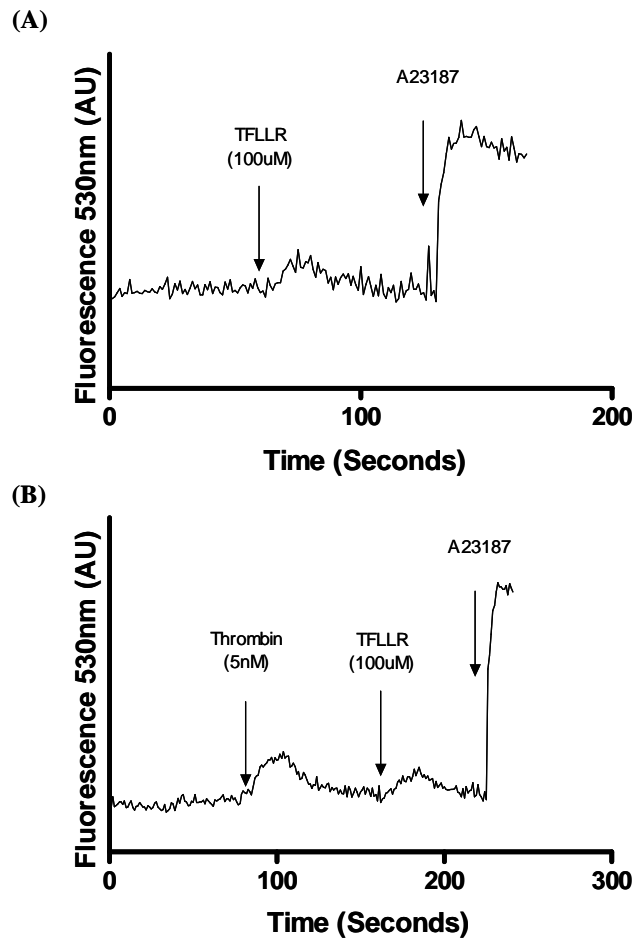 (A)
Fluorescence 530nm (AU)
A23187
TFLLR
(100uM)
0
100
200
Time (Seconds)
(B)
Fluorescence 530nm (AU)
A23187
Thrombin
(5nM)
TFLLR
(100uM)
0
100
200
300
Time (Seconds)